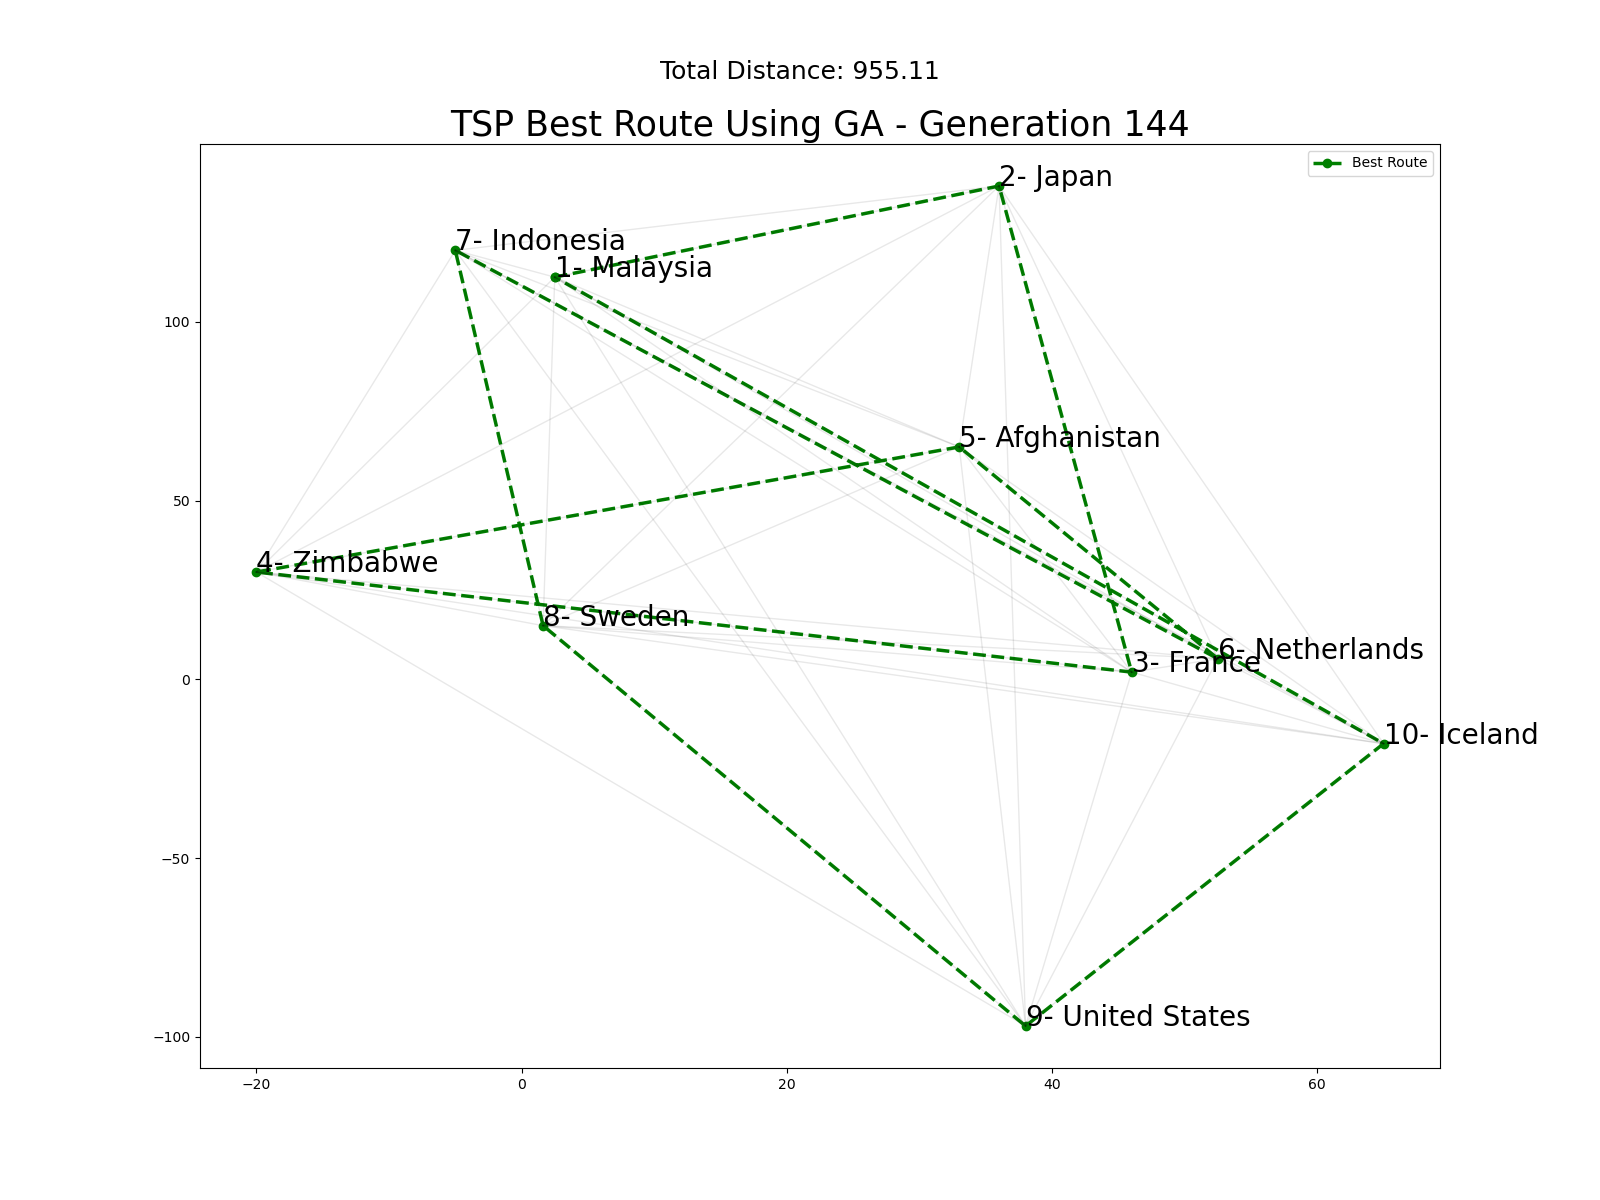 Total Distance: 955.11
TSP Best Route Using GA - Generation 144
Best Route
2- Japan
7- Indonesia
1- Malaysia
100
5- Afghanistan
50
4- Zimbabwe
8- Sweden
6- Netherlands
3- France
0
10- Iceland
−50
9- United States
−100
−20 0 20 40 60